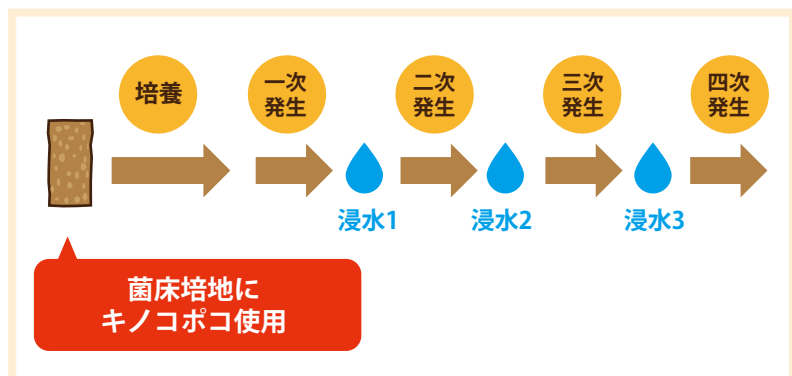 培養
一次
発生
二次
発生
三次
発生
四次
発生
浸水1
浸水2
浸水3
菌床培地に
キノコポコ使用